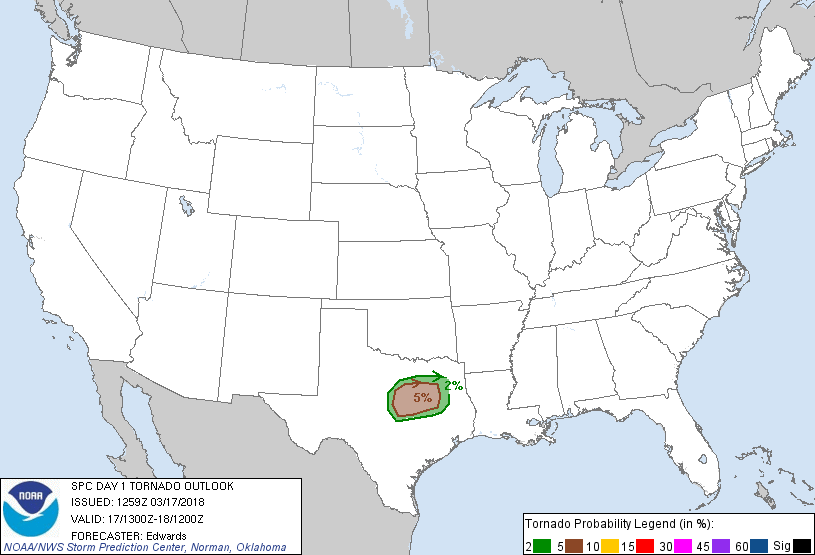 2%
5%
NOAA
SPC DAY 1 TORNADO OUTLOOK
ISSUED: 1259Z 03/17/2018
VALID: 17/1300Z-18/1200Z
FORECASTER: Edwards
NOAA/NWS Storm Prediction Center, Norman, Oklahoma
Tornado Probability Legend (in %):
2 5 10 15 30 45 60 Sig